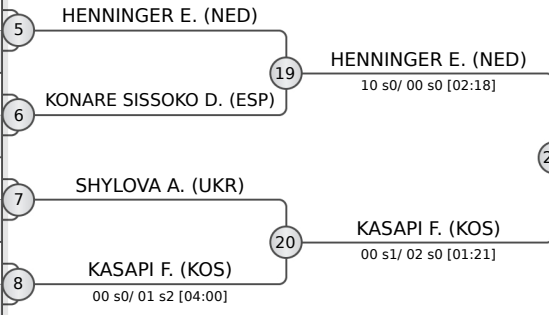 HENNINGER E. (NED)
5
19
HENNINGER E. (NED)
10 s0/ 00 s0 [02:18]
KONARE SISSOKO D. (ESP)
6
2
SHYLOVA A. (UKR)
7
20
KASAPI F. (KOS)
00 s1/ 02 s0 [01:21]
KASAPI F. (KOS)
8
00 s0/ 01 s2 [04:00]